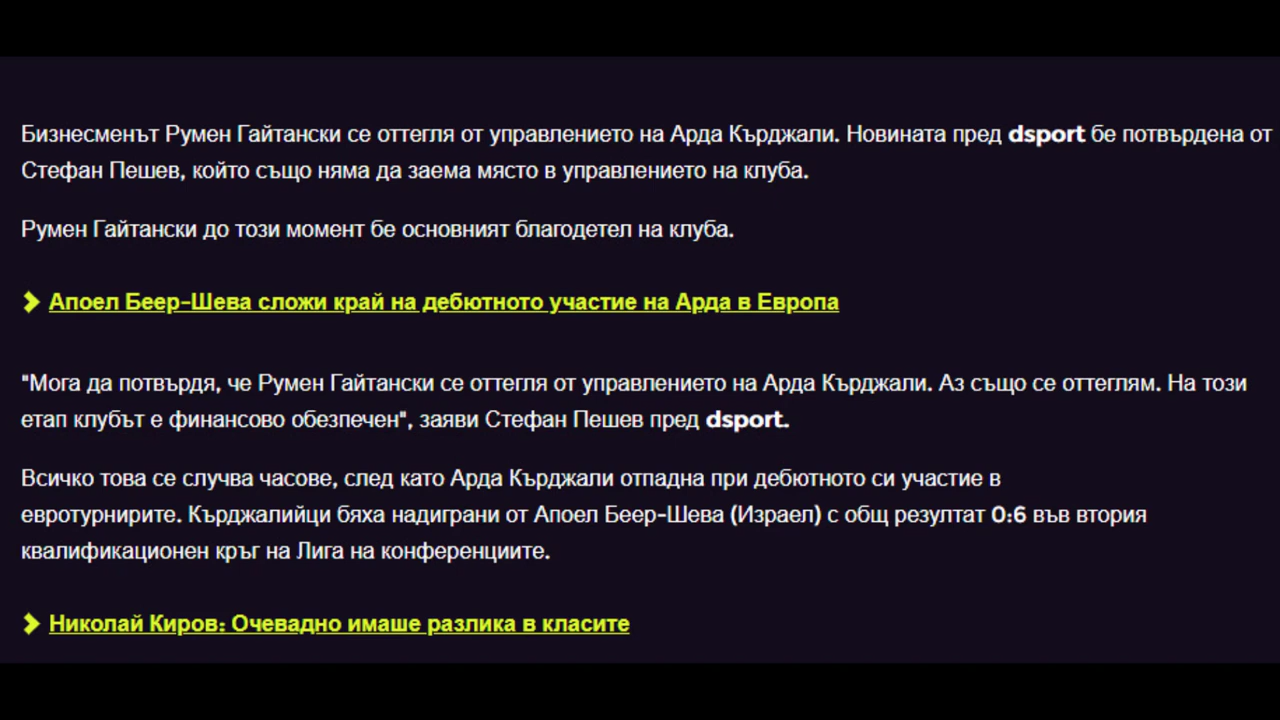 Бизнесменът Румен Гайтански се оттегля от управлението на Арда Кърджали. Новината пред dsport бе потвърдена от
Стефан Пешев, който също няма да заема място в управлението на клуба.
Румен Гайтански до този момент бе основният благодетел на клуба.
Апоел Беер-Шева сложи край на дебютното участие на Арда в Европа
"Мога да потвърдя, че Румен Гайтански се оттегля от управлението на Арда Кърджали. Аз също се оттеглям. На този
етап клубът е финансово обезпечен", заяви Стефан Пешев пред dsport.
Всичко това се случва часове, след като Арда Кърджали отпадна при дебютното си участие в
евротурнирите. Кърджалийци бяха надиграни от Апоел Беер-Шева (Израел) с общ резултат 0:6 във втория
квалификационен кръг на Лига на конференциите.
Николай Киров: Очевадно имаше разлика в класите